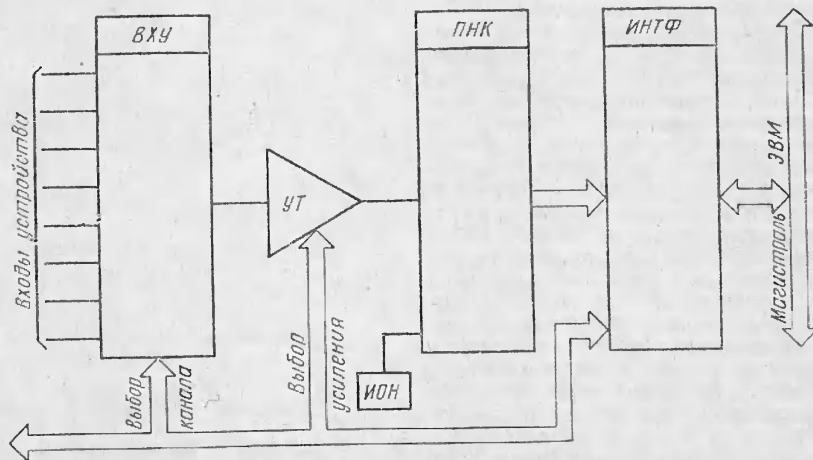 ВХУ
ПНК
ИНТФ
Входы устройства
УТ
Магистраль ЭВМ
Выбор
канала
Выбор
усиления
ИОН